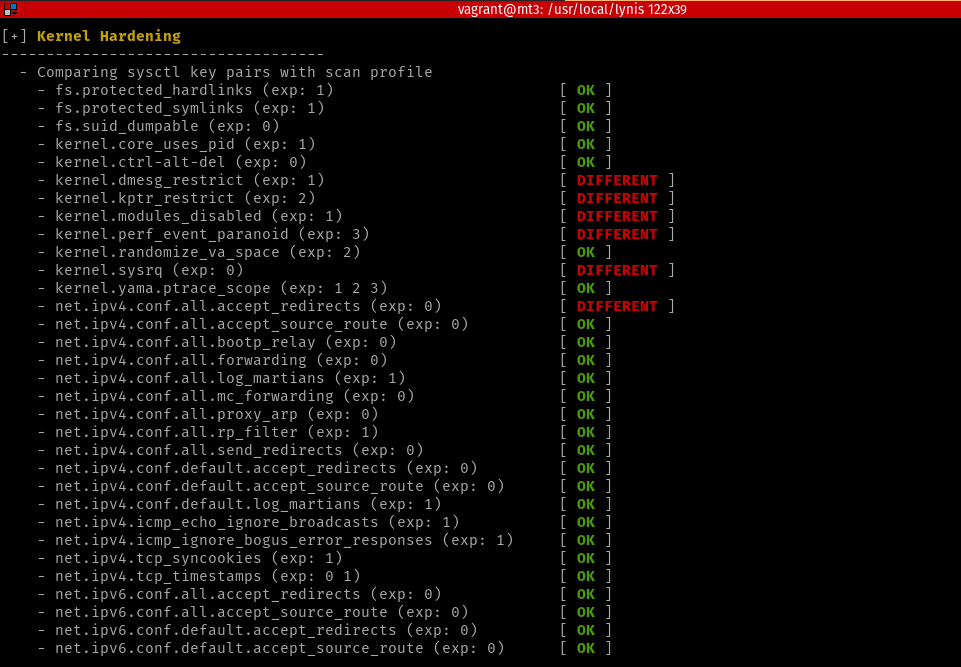 vagrant@mt3: /usr/local/lynis 122x39
[+] Kernel Hardening
------------------------------------
  - Comparing sysctl key pairs with scan profile
    - fs.protected_hardlinks (exp: 1)                         [ OK ]
    - fs.protected_symlinks (exp: 1)                          [ OK ]
    - fs.suid_dumpable (exp: 0)                               [ OK ]
    - kernel.core_uses_pid (exp: 1)                           [ OK ]
    - kernel.ctrl-alt-del (exp: 0)                            [ OK ]
    - kernel.dmesg_restrict (exp: 1)                          [ DIFFERENT ]
    - kernel.kptr_restrict (exp: 2)                           [ DIFFERENT ]
    - kernel.modules_disabled (exp: 1)                        [ DIFFERENT ]
    - kernel.perf_event_paranoid (exp: 3)                     [ DIFFERENT ]
    - kernel.randomize_va_space (exp: 2)                      [ OK ]
    - kernel.sysrq (exp: 0)                                   [ DIFFERENT ]
    - kernel.yama.ptrace_scope (exp: 1 2 3)                   [ OK ]
    - net.ipv4.conf.all.accept_redirects (exp: 0)             [ DIFFERENT ]
    - net.ipv4.conf.all.accept_source_route (exp: 0)          [ OK ]
    - net.ipv4.conf.all.bootp_relay (exp: 0)                  [ OK ]
    - net.ipv4.conf.all.forwarding (exp: 0)                   [ OK ]
    - net.ipv4.conf.all.log_martians (exp: 1)                 [ OK ]
    - net.ipv4.conf.all.mc_forwarding (exp: 0)                [ OK ]
    - net.ipv4.conf.all.proxy_arp (exp: 0)                    [ OK ]
    - net.ipv4.conf.all.rp_filter (exp: 1)                    [ OK ]
    - net.ipv4.conf.all.send_redirects (exp: 0)               [ OK ]
    - net.ipv4.conf.default.accept_redirects (exp: 0)         [ OK ]
    - net.ipv4.conf.default.accept_source_route (exp: 0)      [ OK ]
    - net.ipv4.conf.default.log_martians (exp: 1)             [ OK ]
    - net.ipv4.icmp_echo_ignore_broadcasts (exp: 1)           [ OK ]
    - net.ipv4.icmp_ignore_bogus_error_responses (exp: 1)     [ OK ]
    - net.ipv4.tcp_syncookies (exp: 1)                        [ OK ]
    - net.ipv4.tcp_timestamps (exp: 0 1)                      [ OK ]
    - net.ipv6.conf.all.accept_redirects (exp: 0)             [ OK ]
    - net.ipv6.conf.all.accept_source_route (exp: 0)          [ OK ]
    - net.ipv6.conf.default.accept_redirects (exp: 0)         [ OK ]
    - net.ipv6.conf.default.accept_source_route (exp: 0)      [ OK ]